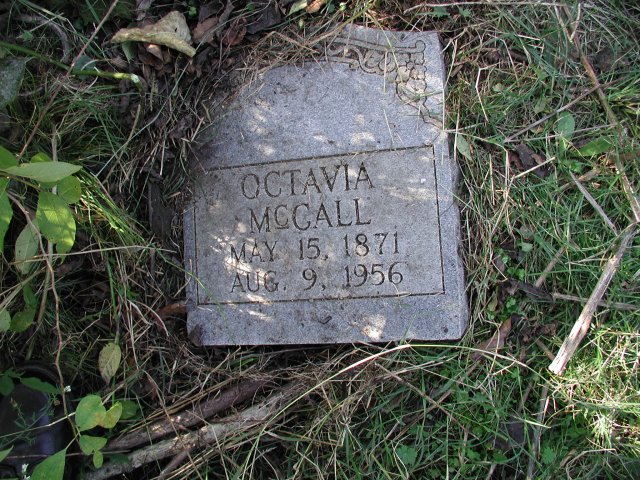 OCTAVIA
McCALL
MAY 15, 1871
AUG. 9, 1956